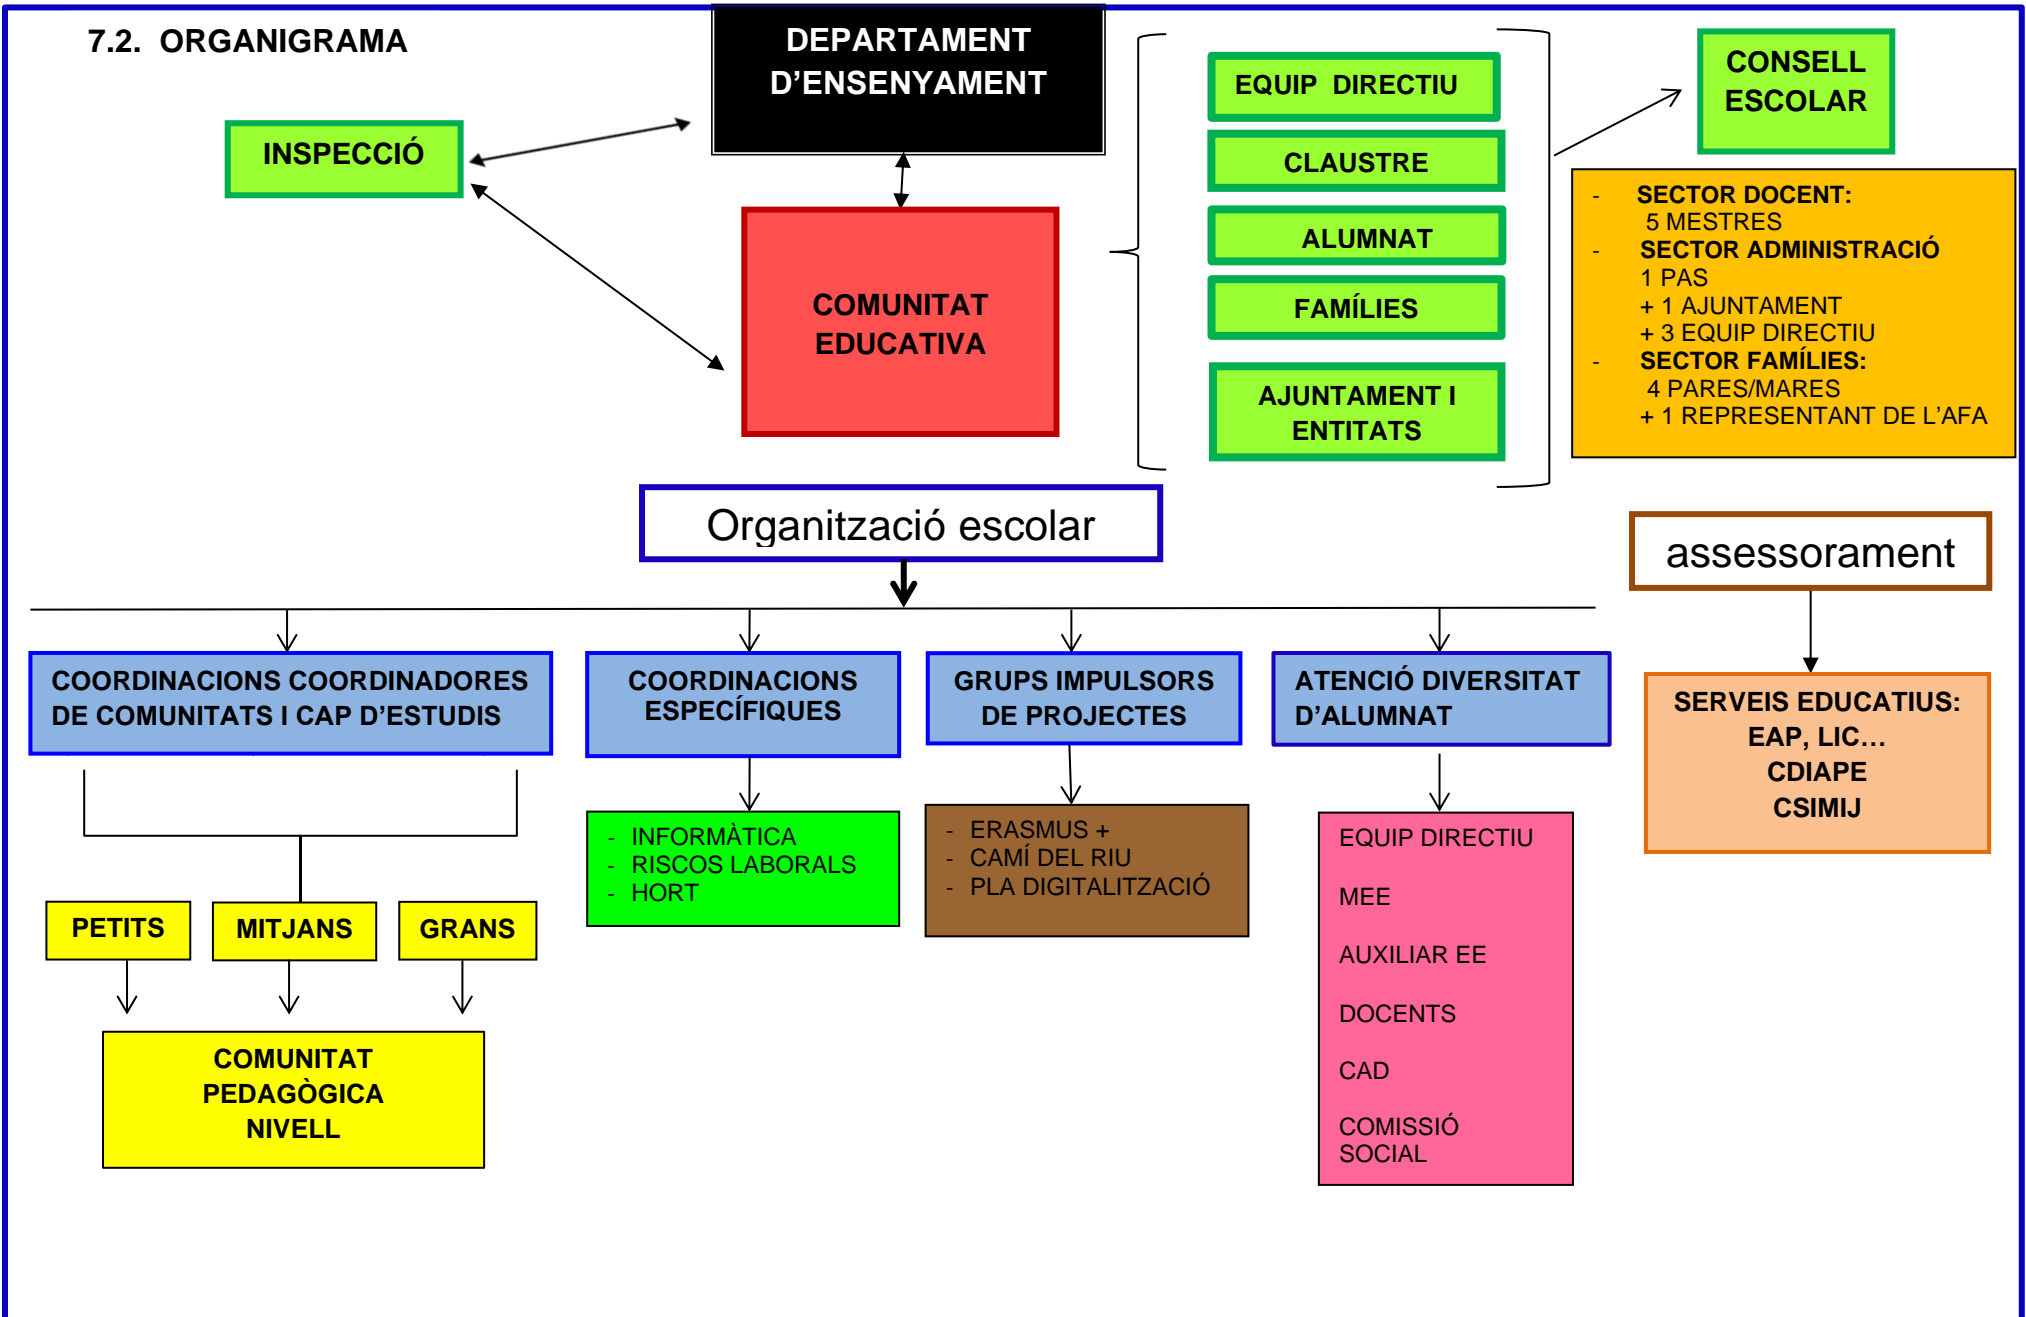 7.2. ORGANIGRAMA
DEPARTAMENT
D’ENSENYAMENT
INSPECCIÓ
COMUNITAT
EDUCATIVA
EQUIP DIRECTIU
CLAUSTRE
ALUMNAT
FAMÍLIES
AJUNTAMENT I
ENTITATS
CONSELL
ESCOLAR
- SECTOR DOCENT:
5 MESTRES
- SECTOR ADMINISTRACIÓ
1 PAS
+ 1 AJUNTAMENT
+ 3 EQUIP DIRECTIU
- SECTOR FAMÍLIES:
4 PARES/MARES
+ 1 REPRESENTANT DE L’AFA
Organització escolar
assessorament
COORDINACIONS COORDINADORES
DE COMUNITATS I CAP D’ESTUDIS
COORDINACIONS
ESPECÍFIQUES
GRUPS IMPULSORS
DE PROJECTES
ATENCIÓ DIVERSITAT
D’ALUMNAT
SERVEIS EDUCATIUS:
EAP, LIC…
CDIAPE
CSIMIJ
- INFORMÀTICA
- RISCOS LABORALS
- HORT
- ERASMUS +
- CAMÍ DEL RIU
- PLA DIGITALITZACIÓ
EQUIP DIRECTIU
MEE
AUXILIAR EE
DOCENTS
CAD
COMISSIÓ
SOCIAL
PETITS
MITJANS
GRANS
COMUNITAT
PEDAGÒGICA
NIVELL